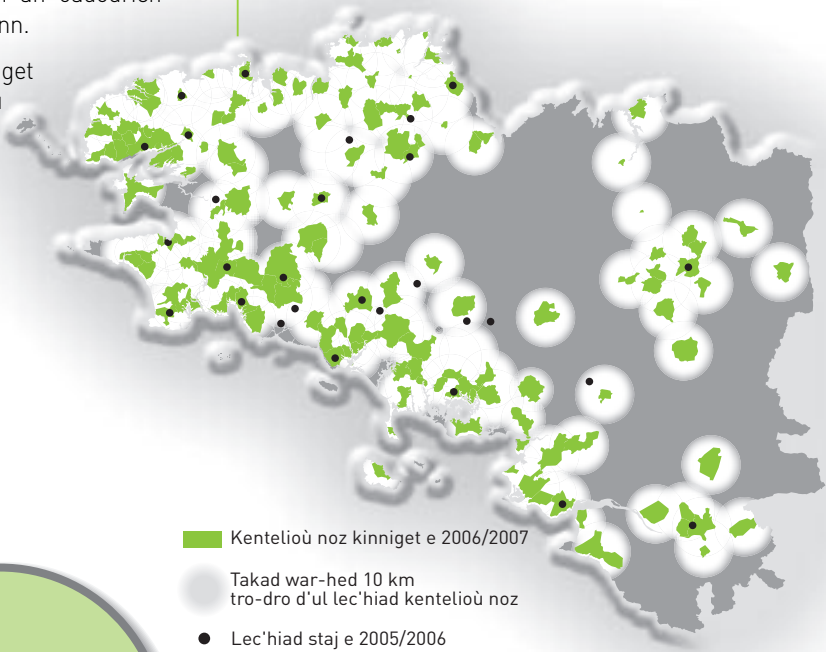 nn.
get
Kentelioù noz kinniget e 2006/2007
Takad war-hed 10 km
tro-dro d'ul lec'hiad kentelioù noz
Lec'hiad staj e 2005/2006